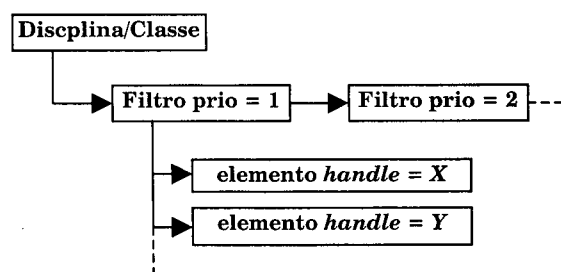 Discplina/Classe
Filtro prio = 1
Filtro prio = 2
elemento handle = X
elemento handle = Y